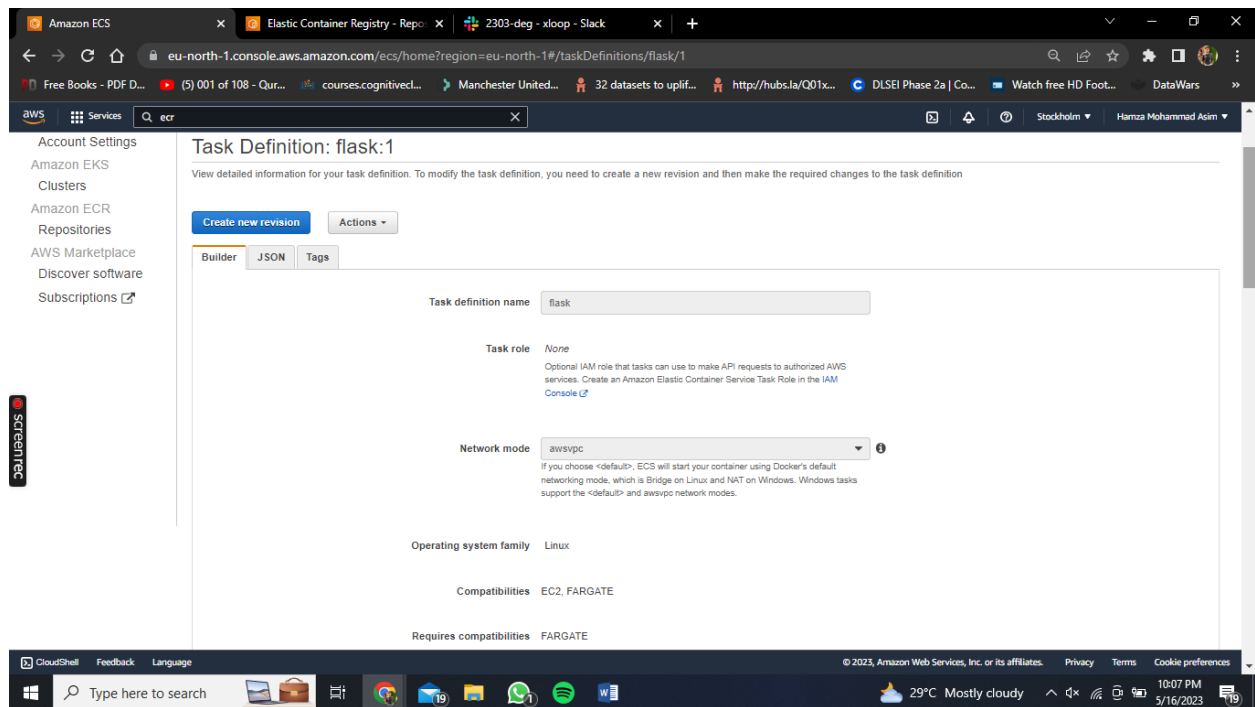 Amazon ECS
Elastic Container Registry - Repo
2303-deg - xloop - Slack
eu-north-1.console.aws.amazon.com/ecs/home?region=eu-north-1#/taskDefinitions/flask/1
Free Books - PDF D...
(5) 001 of 108 - Qur...
courses.cognitivecl...
Manchester United...
32 datasets to uplif...
http://hubs.la/Q01x...
DLSEI Phase 2a | Co...
Watch free HD Foot...
DataWars
»
aws
Services
ecr
Stockholm
Hamza Mohammad Asim
Account Settings
Amazon EKS
Clusters
Amazon ECR
Repositories
AWS Marketplace
Discover software
Subscriptions
Task Definition: flask:1
View detailed information for your task definition. To modify the task definition, you need to create a new revision and then make the required changes to the task definition
Create new revision
Actions
Builder
JSON
Tags
Task definition name
flask
Task role
None
Optional IAM role that tasks can use to make API requests to authorized AWS
services. Create an Amazon Elastic Container Service Task Role in the IAM
Console
Network mode
awsvpc
If you choose <default>, ECS will start your container using Docker's default
networking mode, which is Bridge on Linux and NAT on Windows. Windows tasks
support the <default> and awsvpc network modes.
Operating system family
Linux
Compatibilities
EC2, FARGATE
Requires compatibilities
FARGATE
screenrec
CloudShell
Feedback
Language
© 2023, Amazon Web Services, Inc. or its affiliates.
Privacy
Terms
Cookie preferences
Type here to search
19
1
29°C Mostly cloudy
10:07 PM
5/16/2023
19